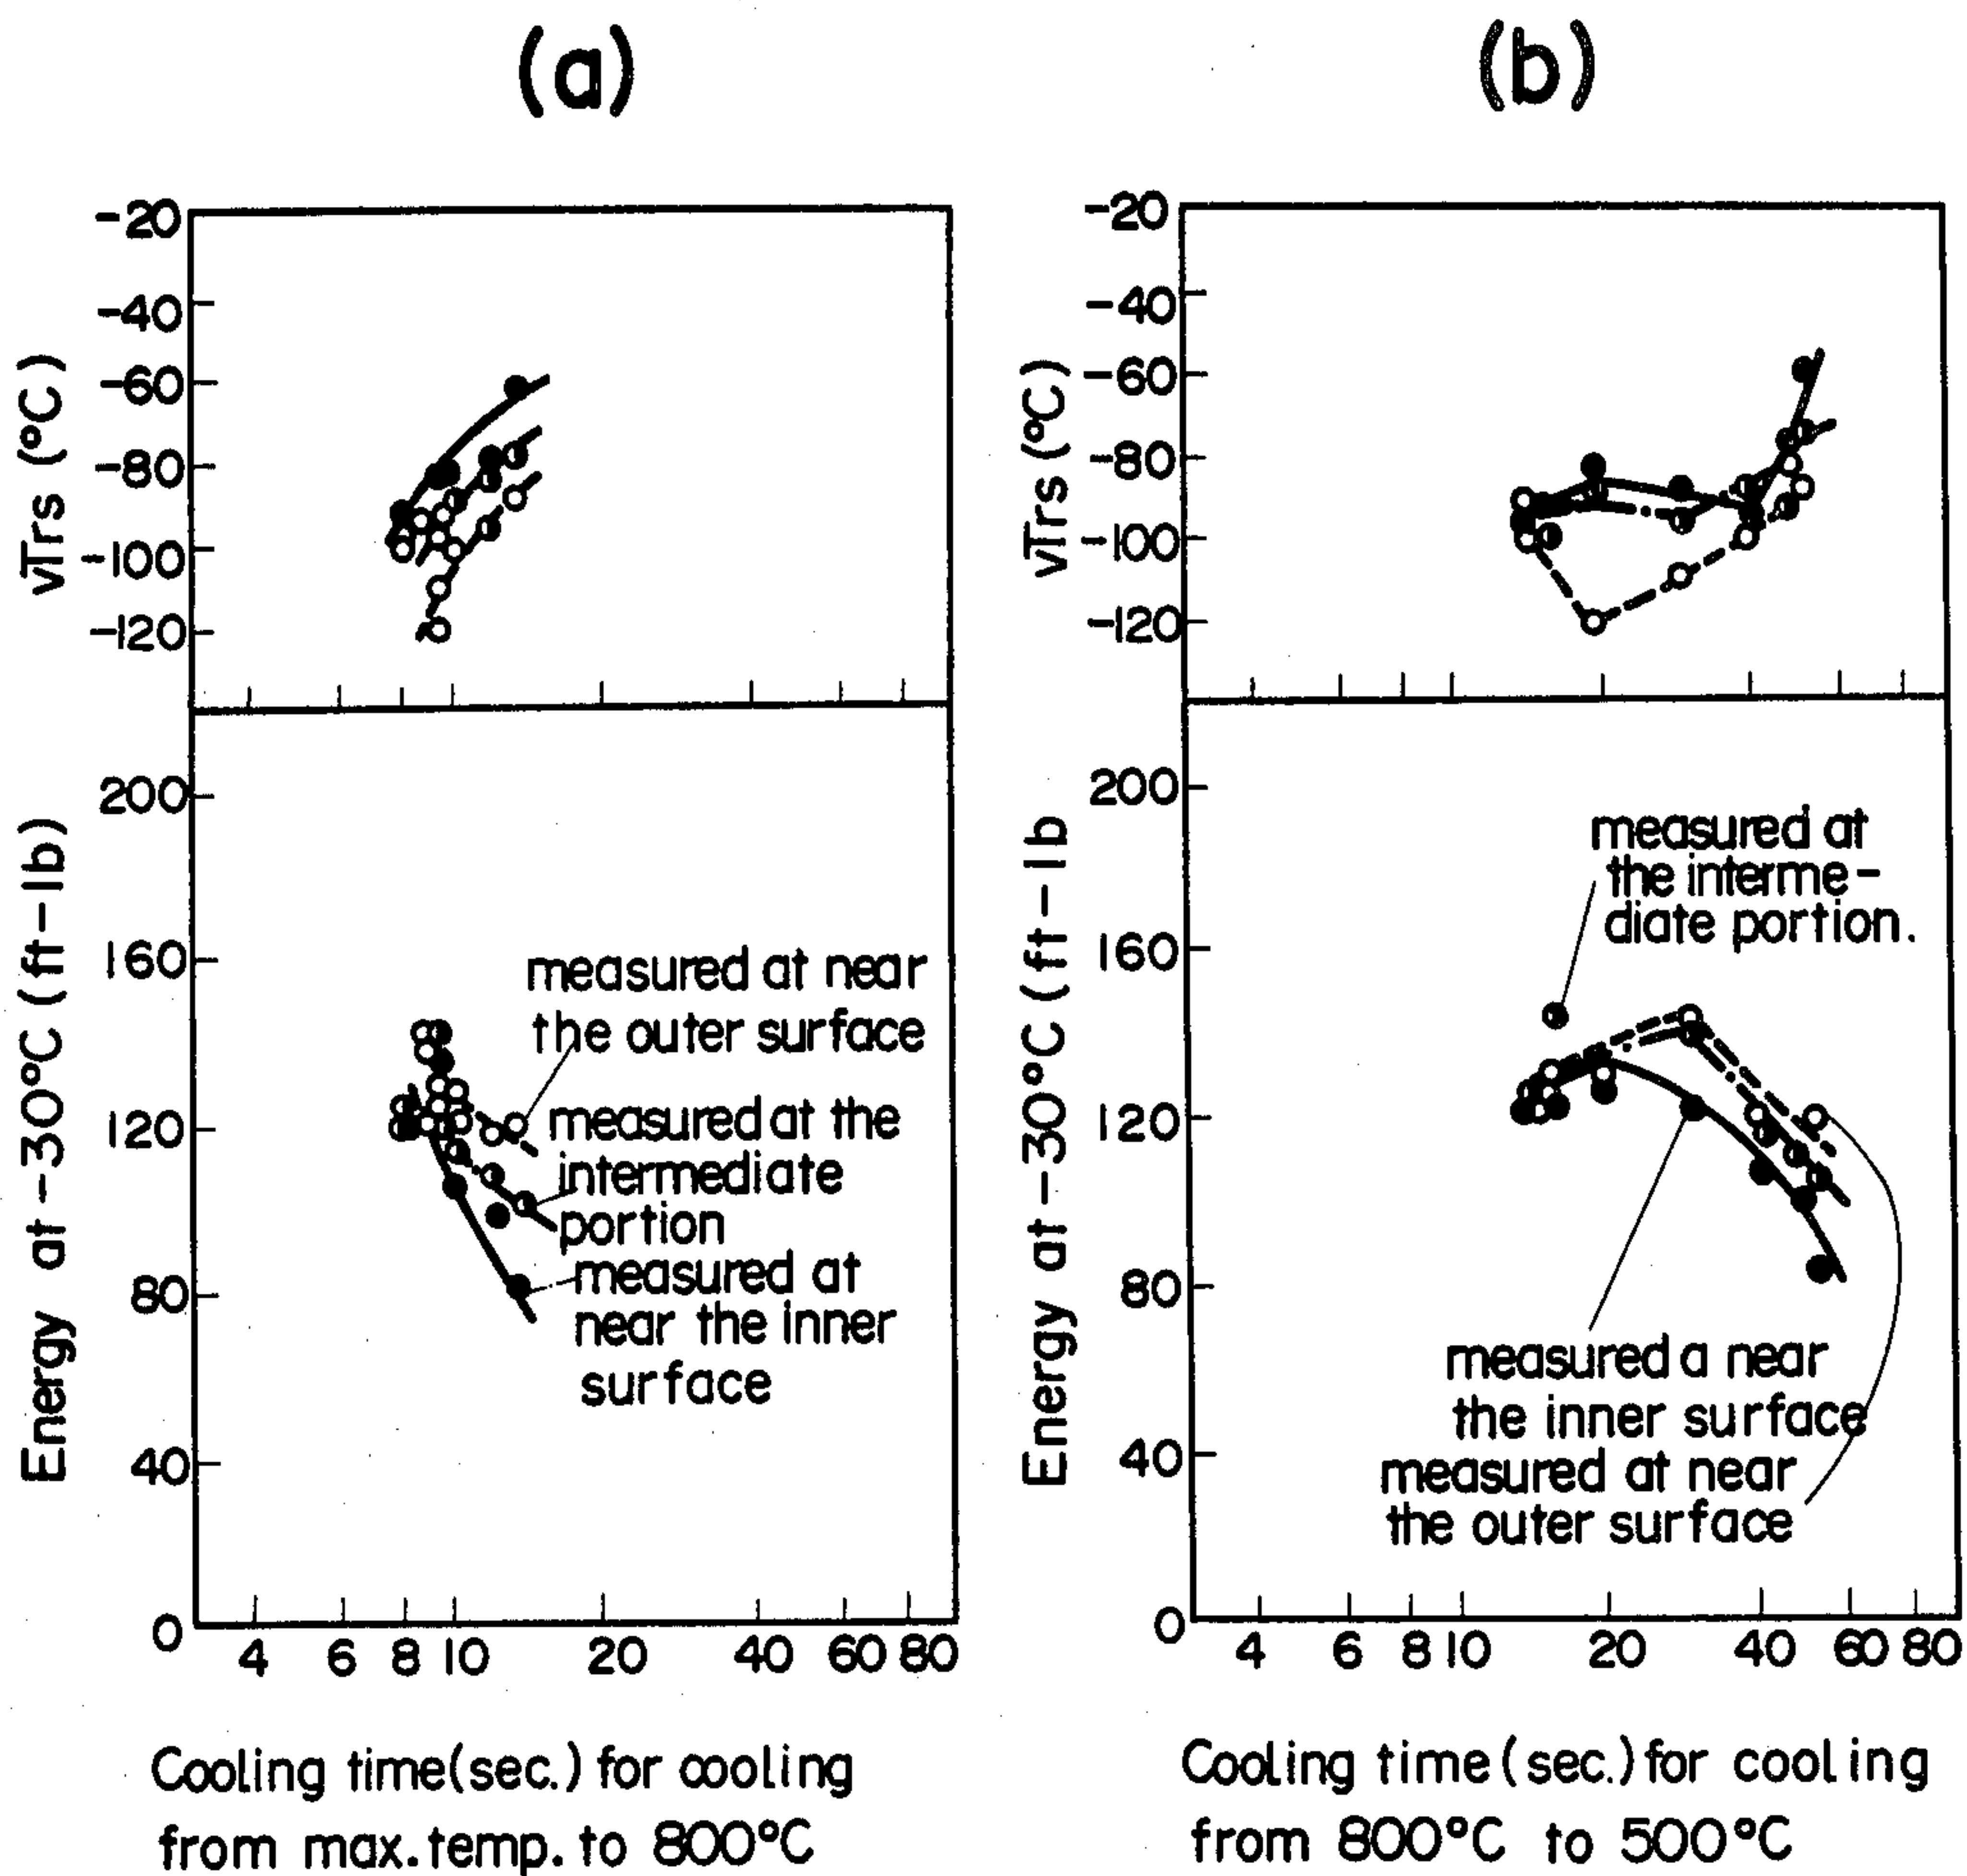 (a)
(b)
vTrs (°C)
-20
-40
-60
-80
-100
-120
Energy at -30°C (ft-lb)
200
160
120
80
40
0
measured at near
the outer surface
measured at the
intermediate
portion
measured at
near the inner
surface
4 6 8 10 20 40 60 80
Cooling time (sec.) for cooling
from max. temp. to 800°C
vTrs (°C)
-20
-40
-60
-80
-100
-120
Energy at -30°C (ft-lb
200
160
120
80
40
0
measured at
the interme-
diate portion.
measured a near
the inner surface
measured at near
the outer surface
4 6 8 10 20 40 60 80
Cooling time (sec.) for cooling
from 800°C to 500°C